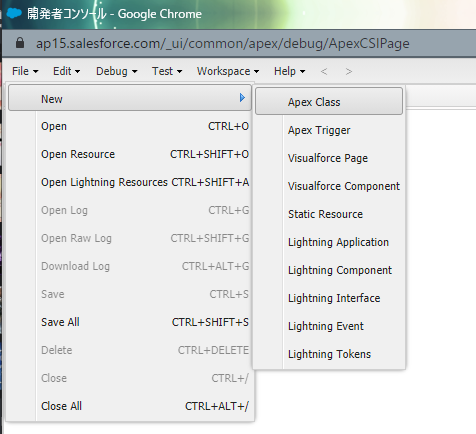 開発者コンソール - Google Chrome
ap15.salesforce.com/_ui/common/apex/debug/ApexCSIPage
File Edit Debug Test Workspace Help < >
New
Open CTRL+O
Open Resource CTRL+SHIFT+O
Open Lightning Resources CTRL+SHIFT+A
Open Log CTRL+G
Open Raw Log CTRL+SHIFT+G
Download Log CTRL+ALT+G
Save CTRL+S
Save All CTRL+SHIFT+S
Delete CTRL+DELETE
Close CTRL+/
Close All CTRL+ALT+/
Apex Class
Apex Trigger
Visualforce Page
Visualforce Component
Static Resource
Lightning Application
Lightning Component
Lightning Interface
Lightning Event
Lightning Tokens